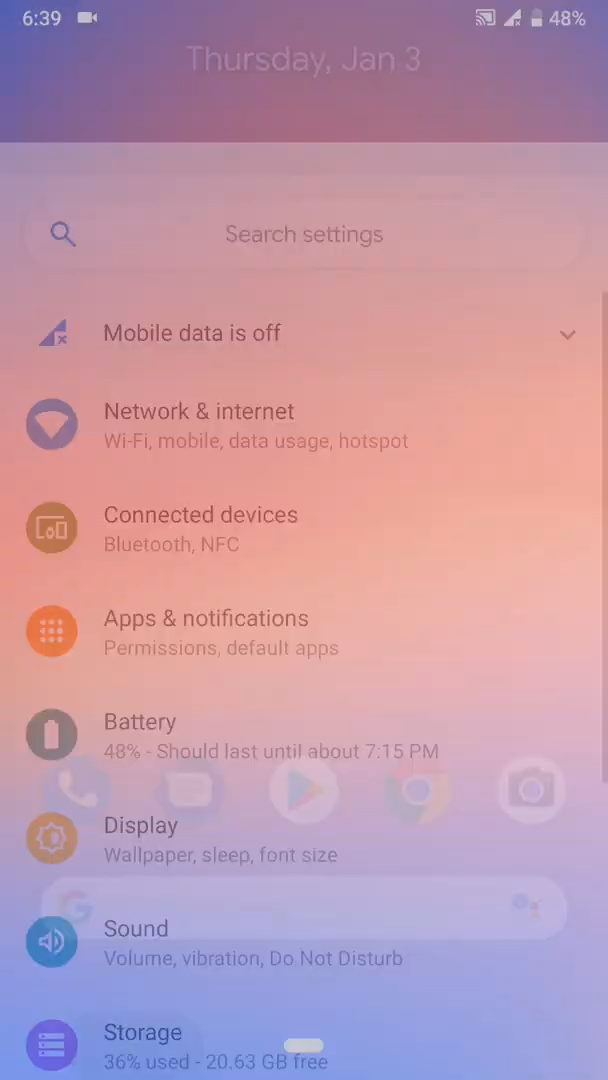 6:39
48%
Thursday, Jan 3
Search settings
Mobile data is off
Network & internet
Wi-Fi, mobile, data usage, hotspot
Connected devices
Bluetooth, NFC
Apps & notifications
Permissions, default apps
Battery
48% - Should last until about 7:15 PM
Display
Wallpaper, sleep, font size
Sound
Volume, vibration, Do Not Disturb
Storage
36% used - 20.63 GB free